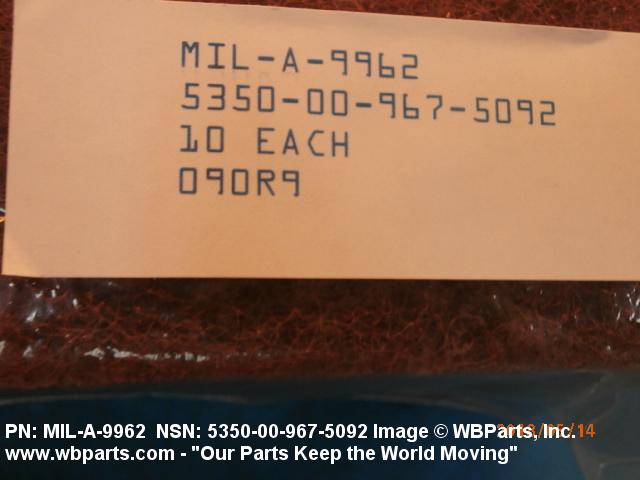 MIL-A-9962
5350-00-967-5092
10 EACH
090R9
PN: MIL-A-9962 NSN: 5350-00-967-5092 Image © WBParts, Inc.
www.wbparts.com - "Our Parts Keep the World Moving"